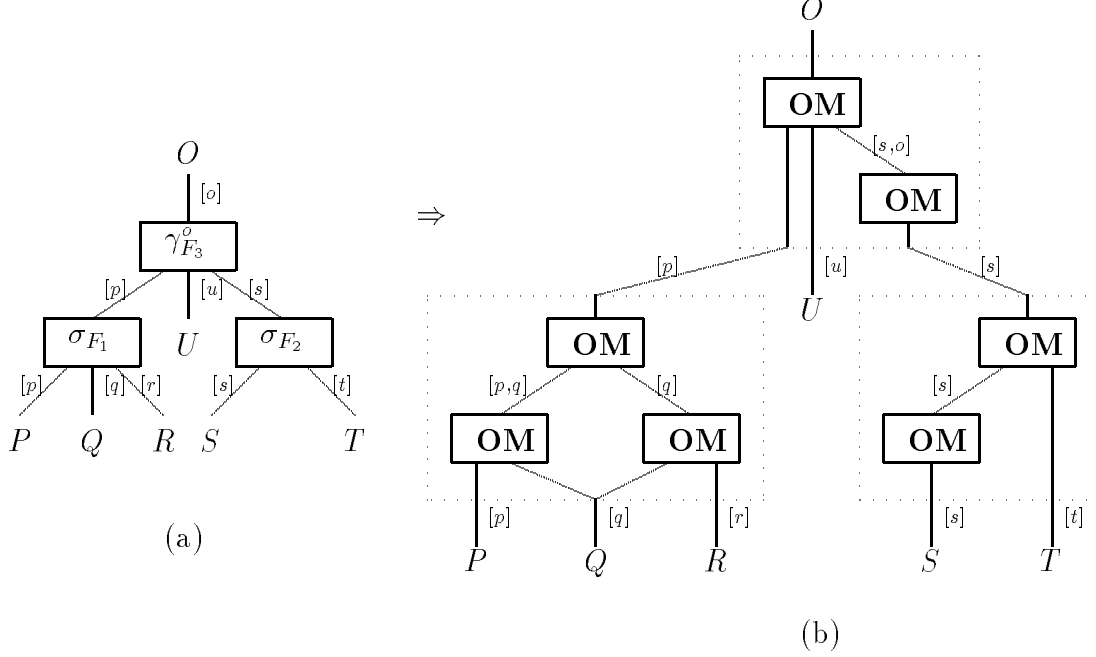 O
[o]
γ^o_{F_3}
[p] [u] [s]
σ_{F_1} U σ_{F_2}
[p] [q] [r] [s] [t]
P Q R S T
(a)
⇒
O
OM
[s,o]
OM
[p] [u] [s]
U
OM OM
[p,q] [q] [s]
OM OM OM
[p] [q] [r] [s] [t]
P Q R S T
(b)